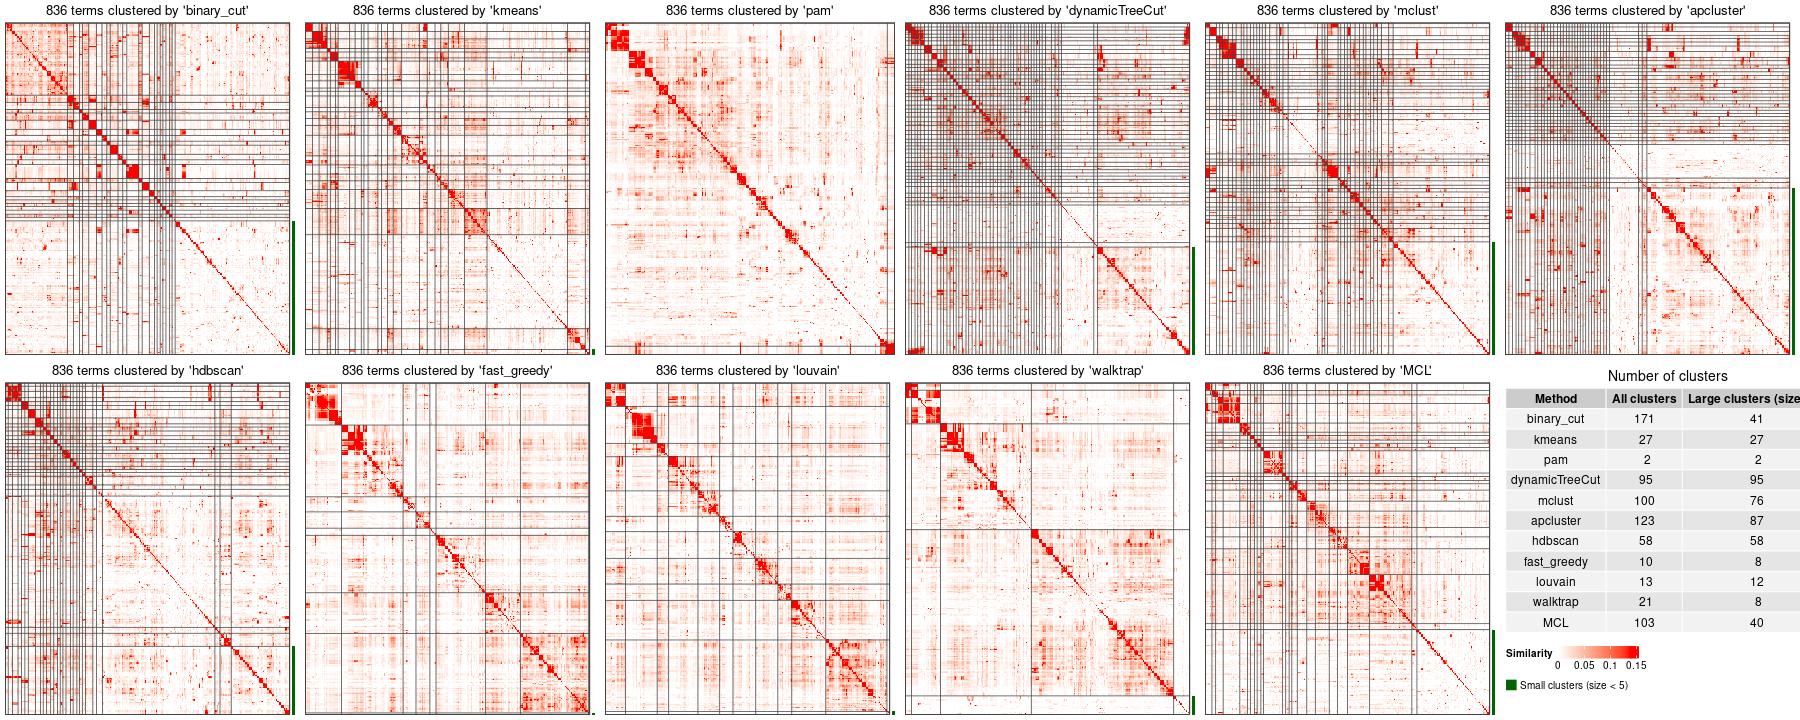 836 terms clustered by 'binary_cut'
836 terms clustered by 'kmeans'
836 terms clustered by 'pam'
836 terms clustered by 'dynamicTreeCut'
836 terms clustered by 'mclust'
836 terms clustered by 'apcluster'
836 terms clustered by 'hdbscan'
836 terms clustered by 'fast_greedy'
836 terms clustered by 'louvain'
836 terms clustered by 'walktrap'
836 terms clustered by 'MCL'
Number of clusters
Method All clusters Large clusters (size
binary_cut 171 41
kmeans 27 27
pam 2 2
dynamicTreeCut 95 95
mclust 100 76
apcluster 123 87
hdbscan 58 58
fast_greedy 10 8
louvain 13 12
walktrap 21 8
MCL 103 40
Similarity
0 0.05 0.1 0.15
Small clusters (size < 5)